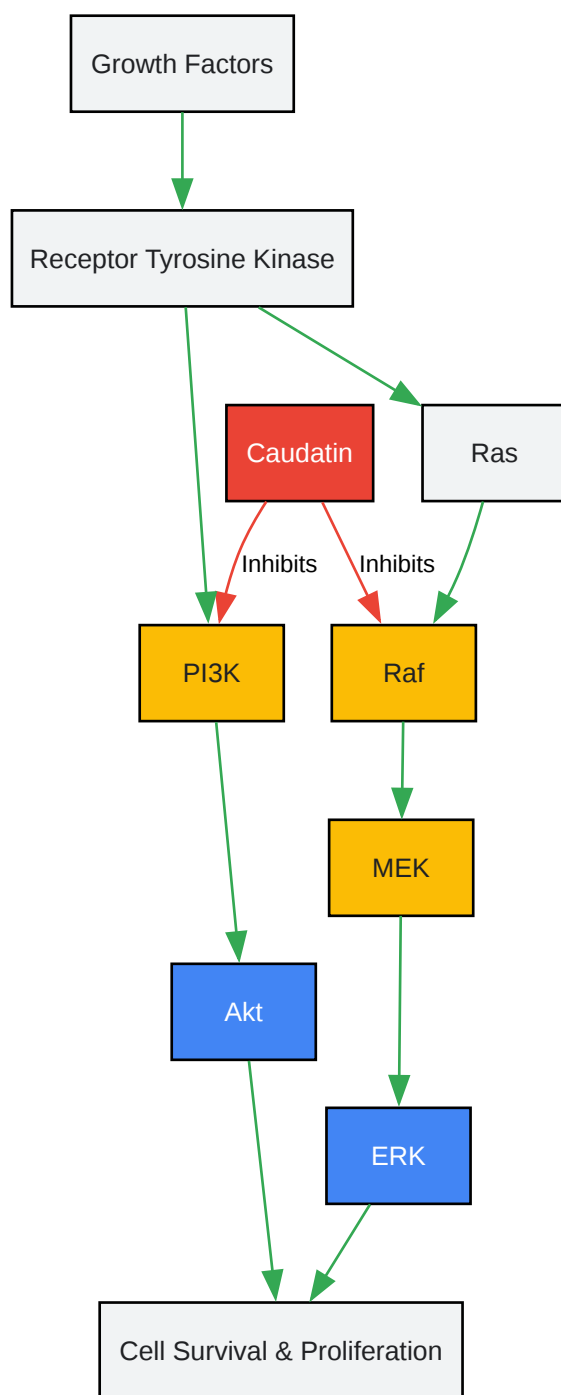 Growth Factors
Receptor Tyrosine Kinase
Caudatin
Ras
Inhibits
Inhibits
PI3K
Raf
MEK
Akt
ERK
Cell Survival & Proliferation